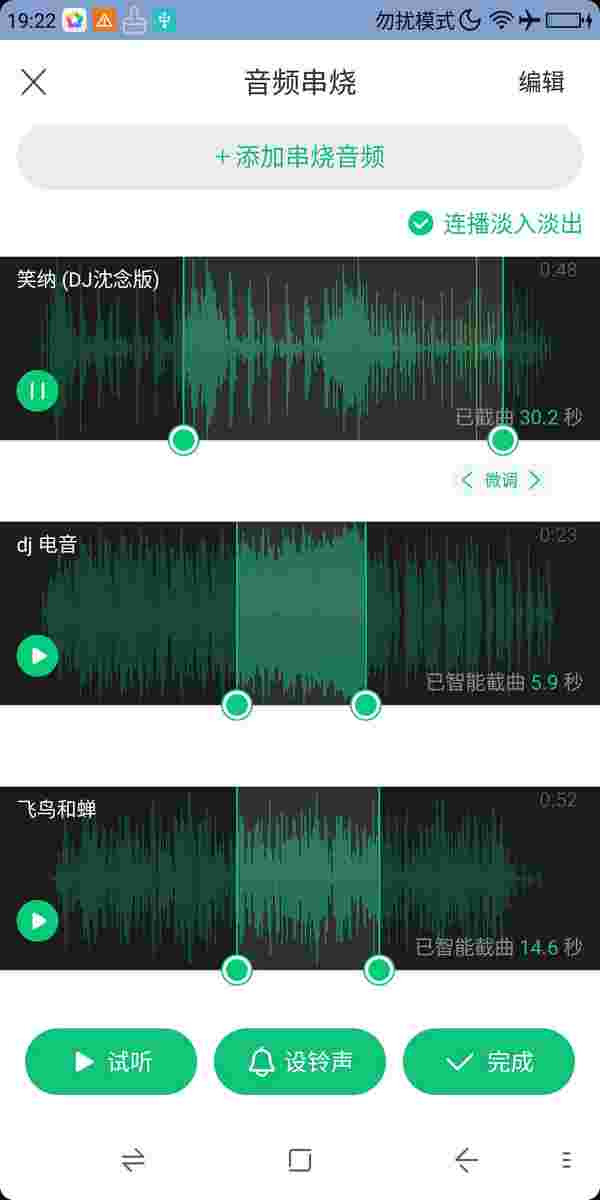 19:22 勿扰模式
音频串烧 编辑
+ 添加串烧音频
连播淡入淡出
笑纳 (DJ沈念版) 0:48
已截曲 30.2 秒
< 微调 >
dj 电音 0:23
已智能截曲 5.9 秒
飞鸟和蝉 0:52
已智能截曲 14.6 秒
试听 设铃声 完成